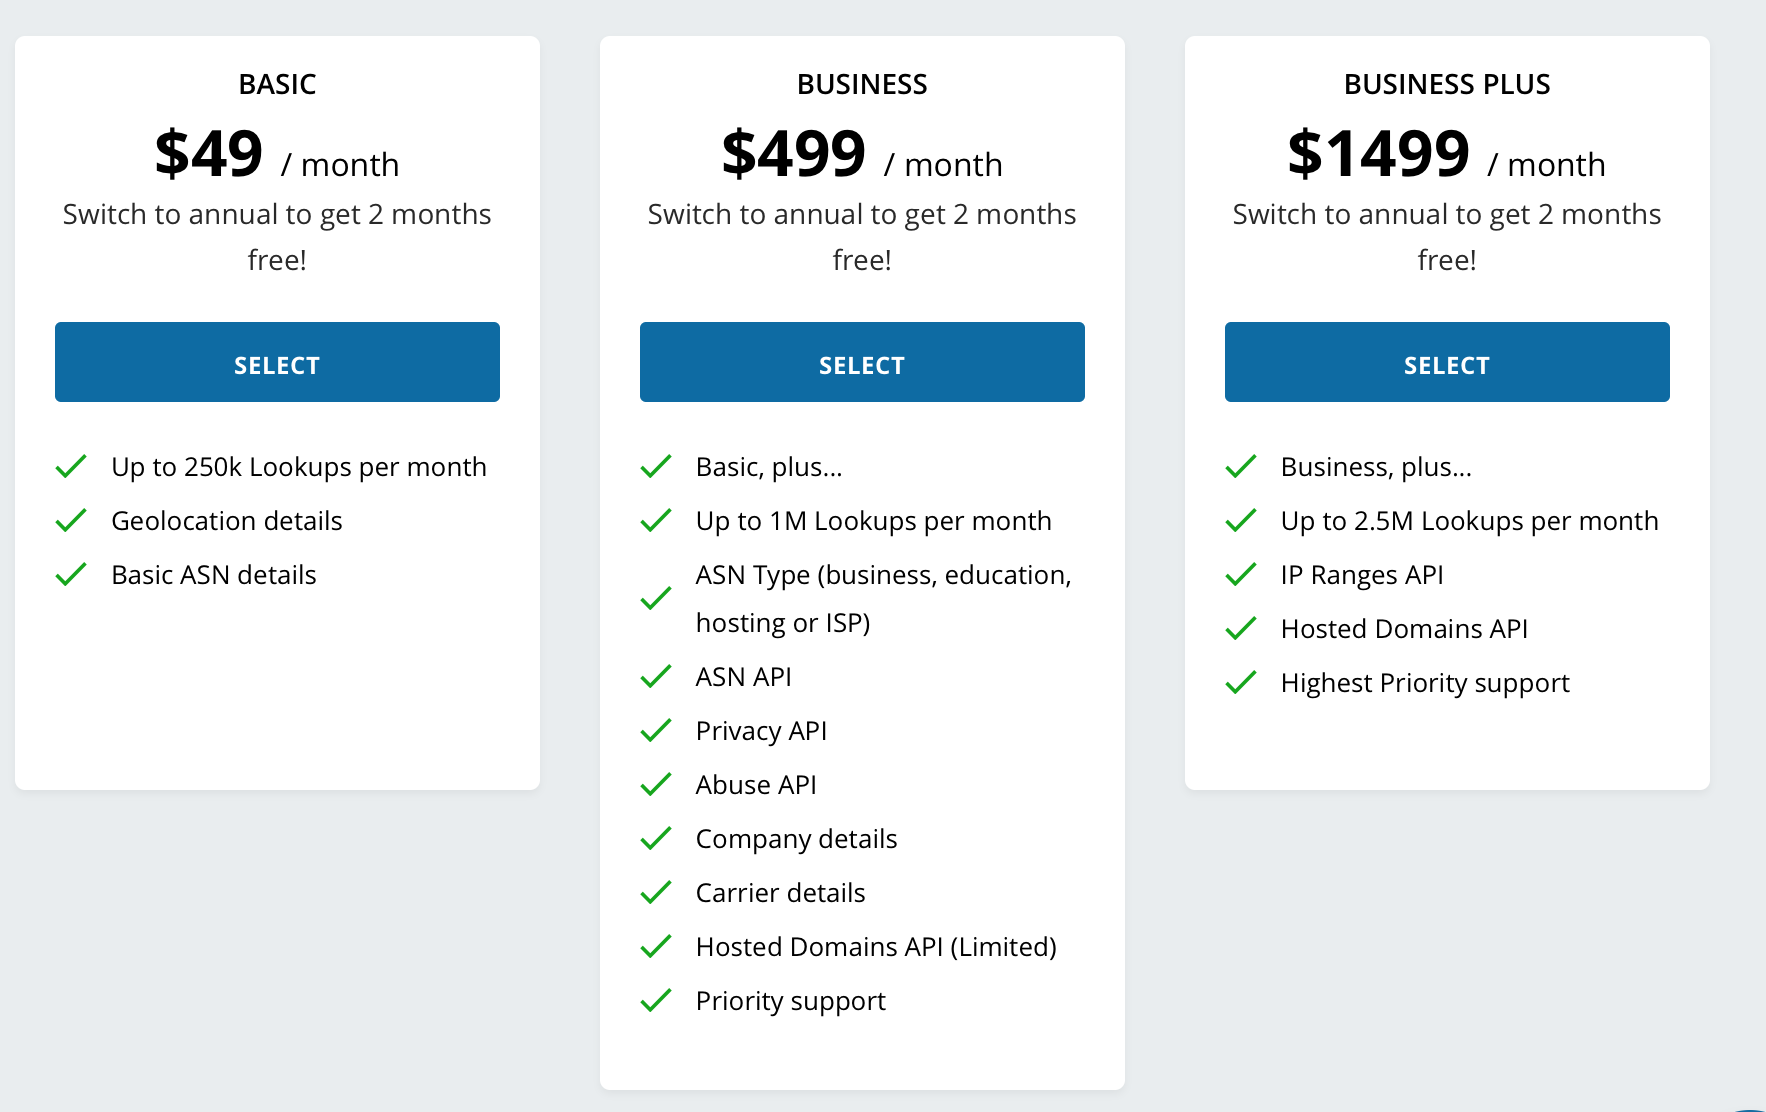 BASIC
$49 / month
Switch to annual to get 2 months
free!
SELECT
Up to 250k Lookups per month
Geolocation details
Basic ASN details
BUSINESS
$499 / month
Switch to annual to get 2 months
free!
SELECT
Basic, plus...
Up to 1M Lookups per month
ASN Type (business, education,
hosting or ISP)
ASN API
Privacy API
Abuse API
Company details
Carrier details
Hosted Domains API (Limited)
Priority support
BUSINESS PLUS
$1499 / month
Switch to annual to get 2 months
free!
SELECT
Business, plus...
Up to 2.5M Lookups per month
IP Ranges API
Hosted Domains API
Highest Priority support